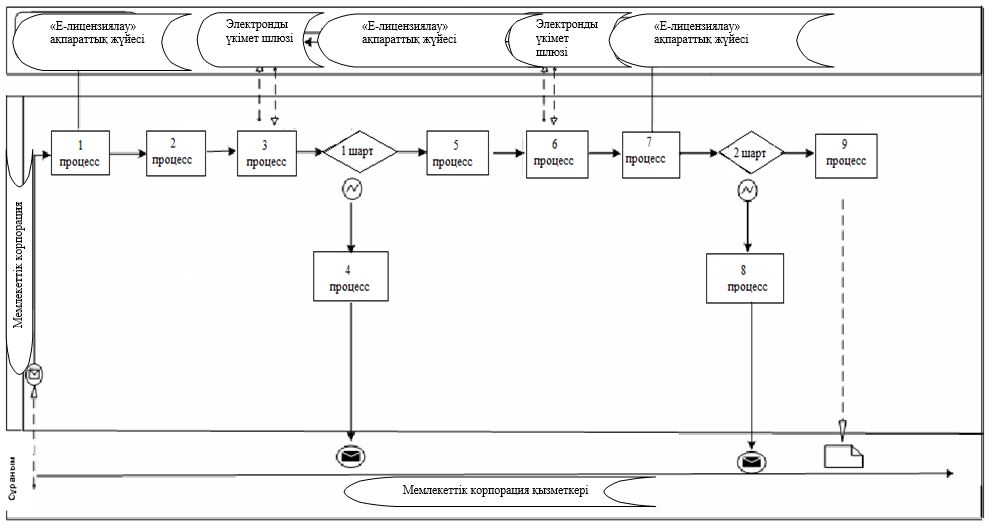 «Е-лицензиялау»
ақпараттық жүйесі
Электронды
үкімет шлюзі
«Е-лицензиялау»
ақпараттық жүйесі
Электронды
үкімет
шлюзі
«Е-лицензиялау»
ақпараттық жүйесі
1
процесс
2
процесс
3
процесс
1 шарт
5
процесс
6
процесс
7
процесс
2 шарт
9
процесс
4
процесс
8
процесс
Мемлекеттік корпорация
Сұраным
Мемлекеттік корпорация қызметкері